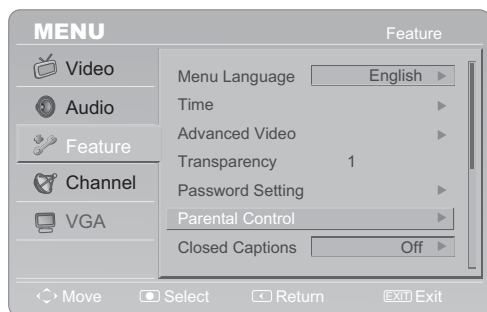 MENU Feature
Video
Audio
Feature
Channel
VGA
Menu Language English
Time
Advanced Video
Transparency 1
Password Setting
Parental Control
Closed Captions Off
Move Select Return EXIT Exit